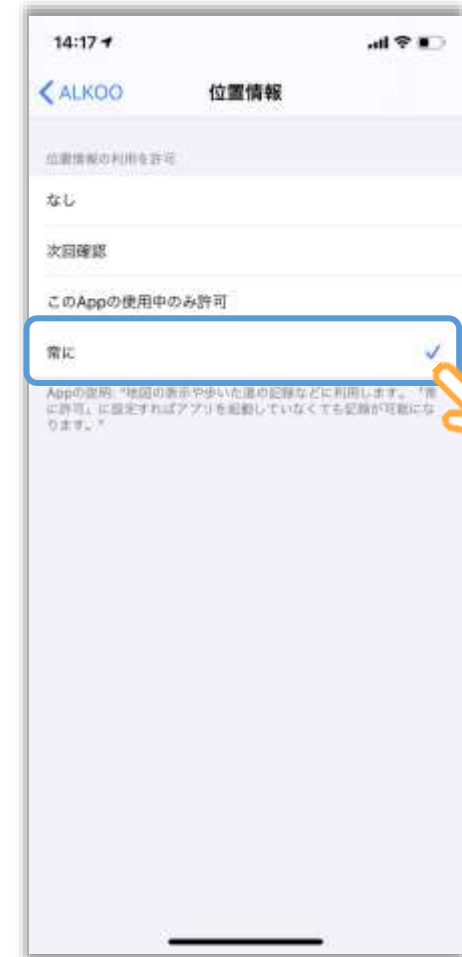 14:17
ALKOO
位置情報
位置情報の利用を許可
なし
次回確認
このAppの使用中のみ許可
常に
Appの説明: "地図の表示や歩いた道の記録などに利用します。「常
に許可」に設定すればアプリを起動していなくても記録が可能にな
ります。"